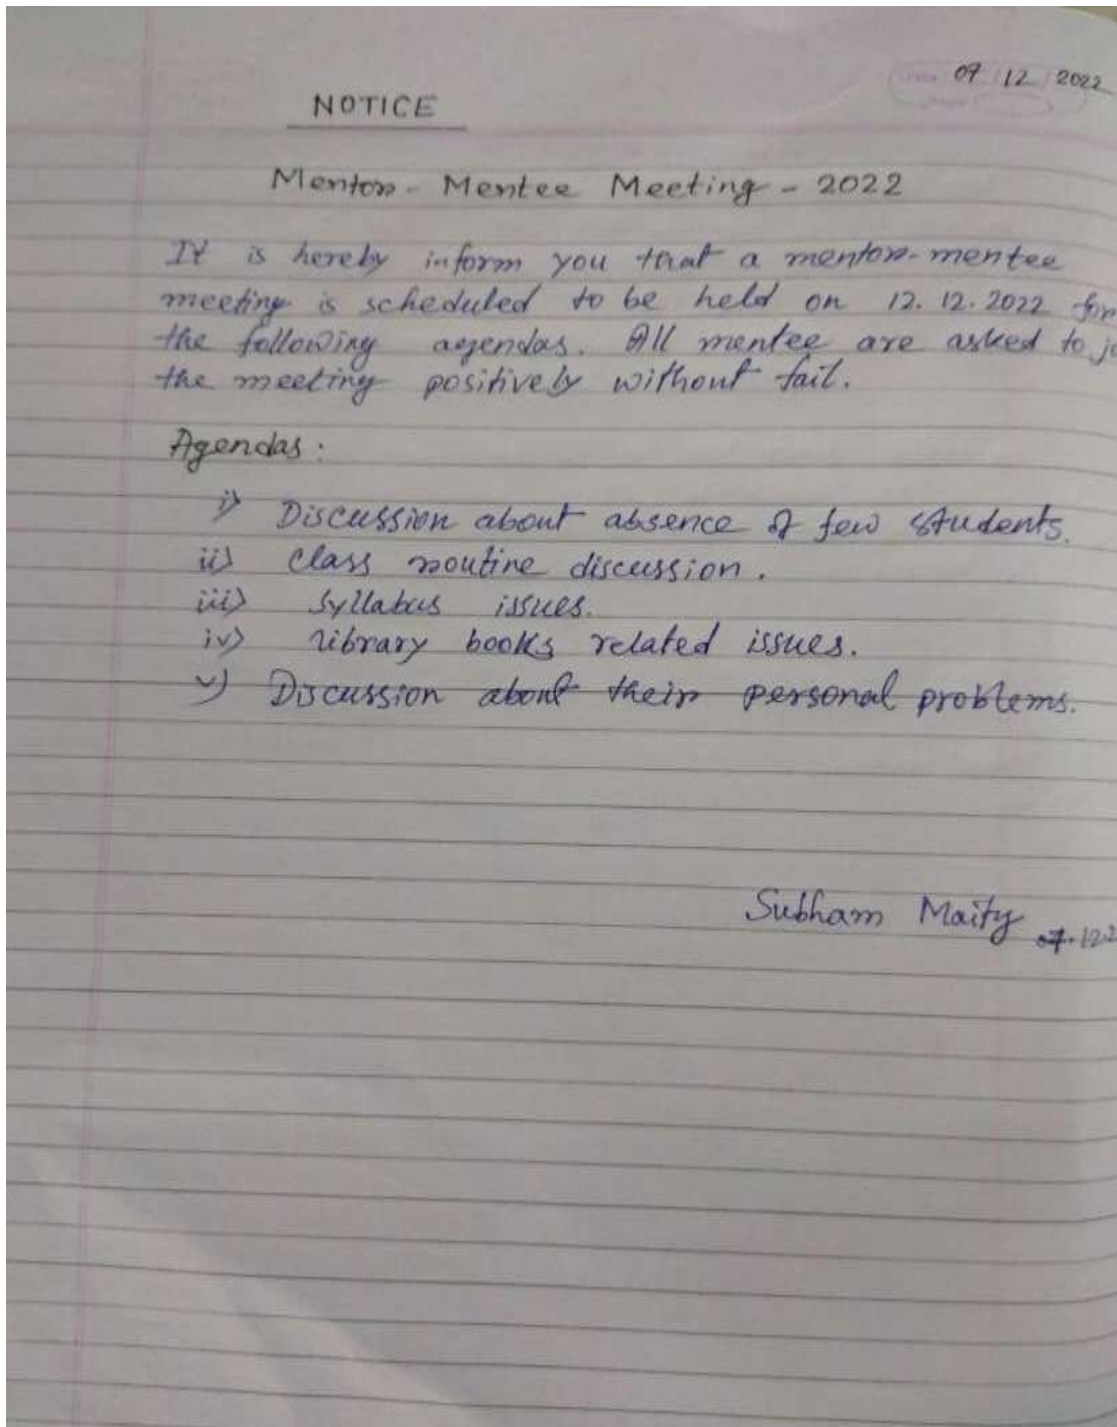 07 12 2022
NOTICE
Mentor - Mentee Meeting - 2022
It is hereby inform you that a mentor-mentee
meeting is scheduled to be held on 12.12.2022 for
the following agendas. All mentee are asked to
the meeting positively without fail.
Agendas :
i) Discussion about absence of few students.
ii) Class routine discussion.
iii) Syllabus issues.
iv) Library books related issues.
v) Discussion about their personal problems.
Subham Maity
07.12.2